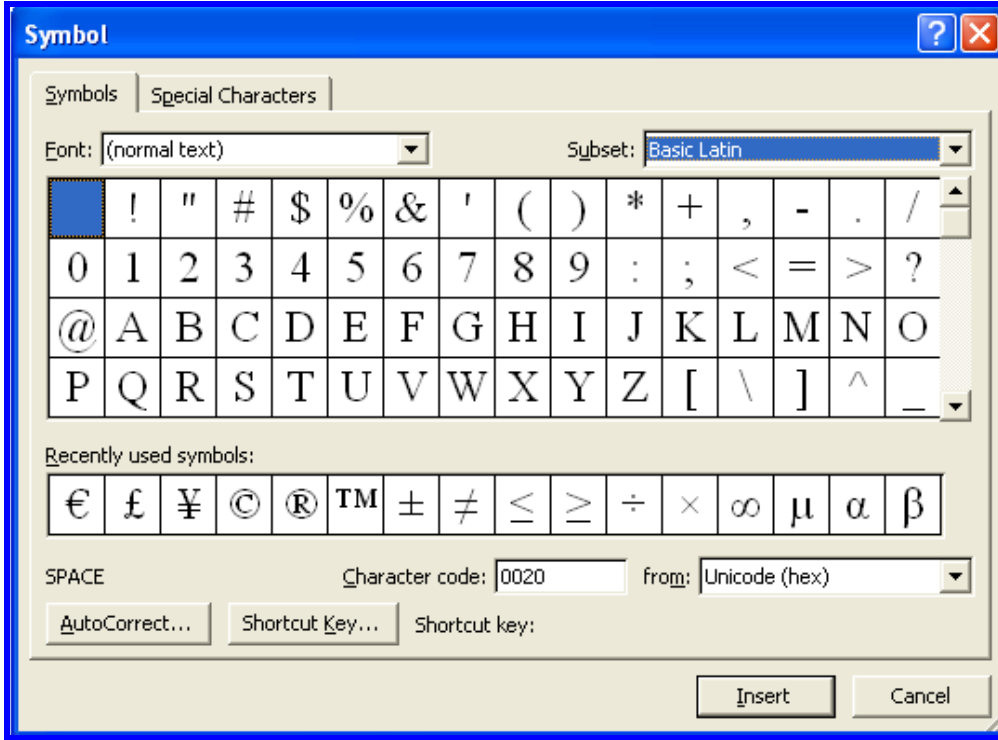 Symbol
Symbols Special Characters
Font: (normal text) Subset: Basic Latin
! " # $ % & ' ( ) * + , - . /
0 1 2 3 4 5 6 7 8 9 : ; < = > ?
@ A B C D E F G H I J K L M N O
P Q R S T U V W X Y Z [ \ ] ^ _
Recently used symbols:
€ £ ¥ © ® ™ ± ≠ ≤ ≥ ÷ × ∞ µ α β
SPACE Character code: 0020 from: Unicode (hex)
AutoCorrect... Shortcut Key... Shortcut key:
Insert Cancel